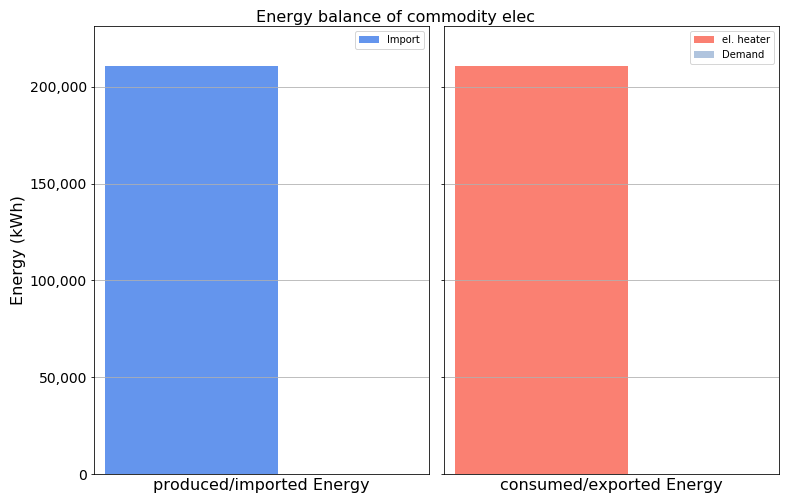 Energy balance of commodity elec
Import
el. heater
Demand
200,000
150,000
100,000
50,000
0
Energy (kWh)
produced/imported Energy
consumed/exported Energy